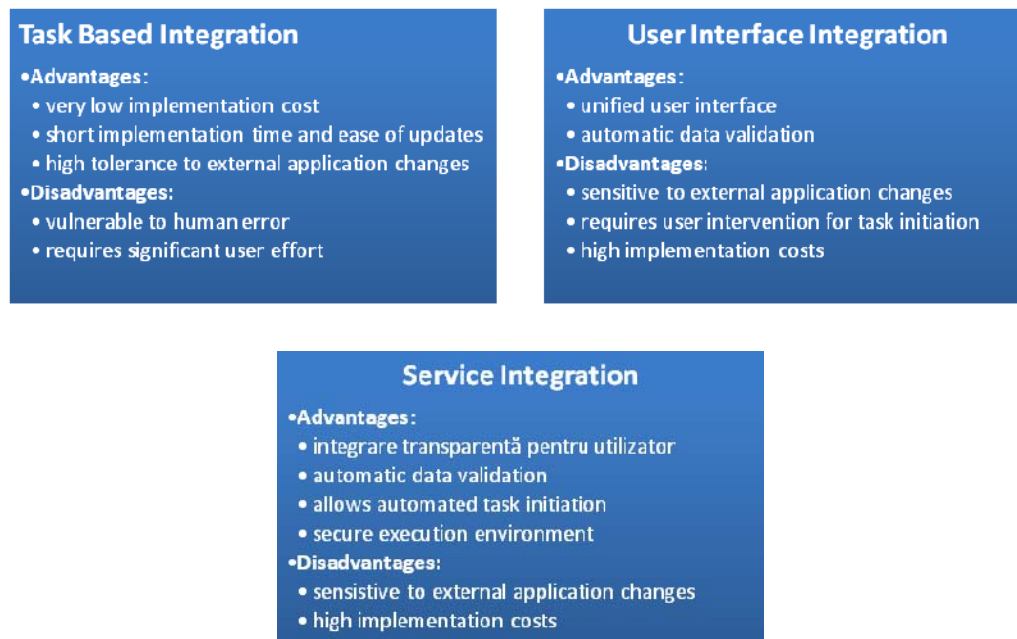 Task Based Integration
•Advantages:
• very low implementation cost
• short implementation time and ease of updates
• high tolerance to external application changes
•Disadvantages:
• vulnerable to human error
• requires significant user effort
User Interface Integration
•Advantages:
• unified user interface
• automatic data validation
•Disadvantages:
• sensitive to external application changes
• requires user intervention for task initiation
• high implementation costs
Service Integration
•Advantages:
• integrare transparentă pentru utilizator
• automatic data validation
• allows automated task initiation
• secure execution environment
•Disadvantages:
• sensistive to external application changes
• high implementation costs